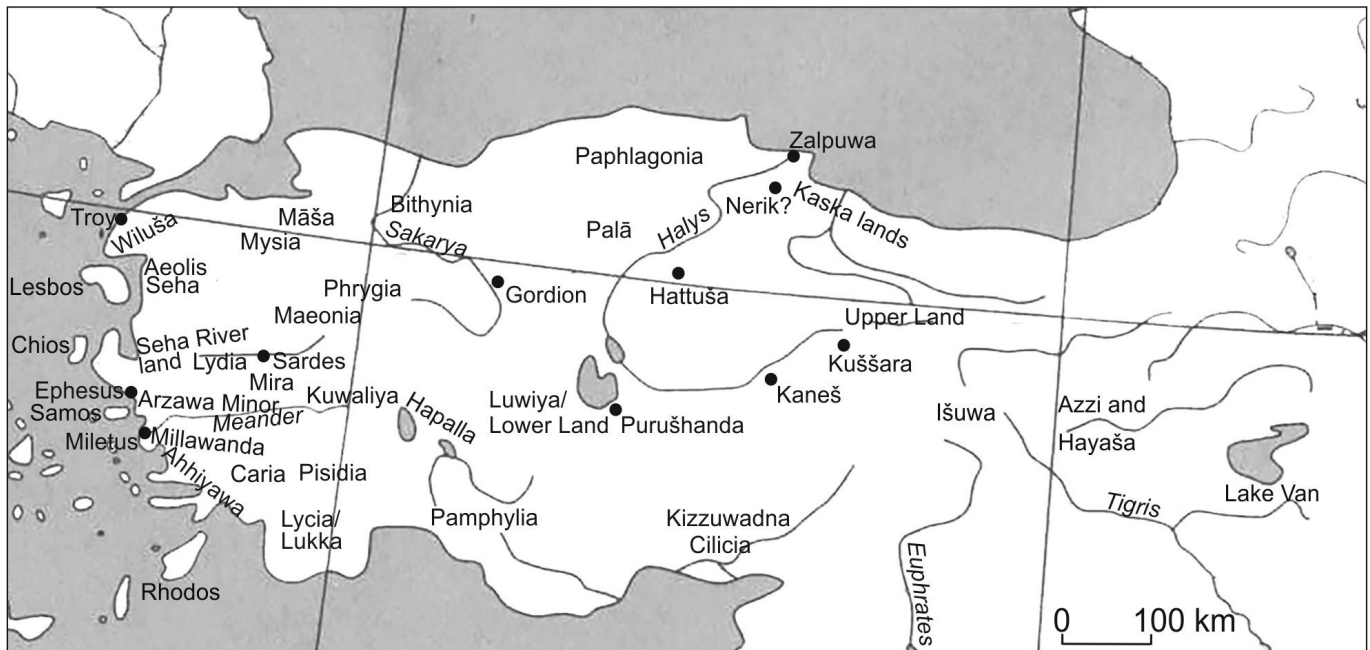 Zalpuwa
Paphlagonia
Nerik?
Kaska lands
Bithynia
Māša
Troy
Wiluša
Mysia
Sakarya
Palā
Halys
Aeolis
Seha
Lesbos
Phrygia
Gordion
Hattuša
Maeonia
Upper Land
Chios
Seha River
land
Lydia
Sardes
Kuššara
Mira
Kuwaliya
Kaneš
Ephesus
Arzawa Minor
Hapalla
Luwiya/
Lower Land
Purušhanda
Išuwa
Azzi and
Hayaša
Samos
Meander
Miletus
Millawanda
Ahhiyawa
Caria
Pisidia
Lake Van
Lycia/
Lukka
Pamphylia
Kizzuwadna
Cilicia
Tigris
Euphrates
Rhodos
0 100 km